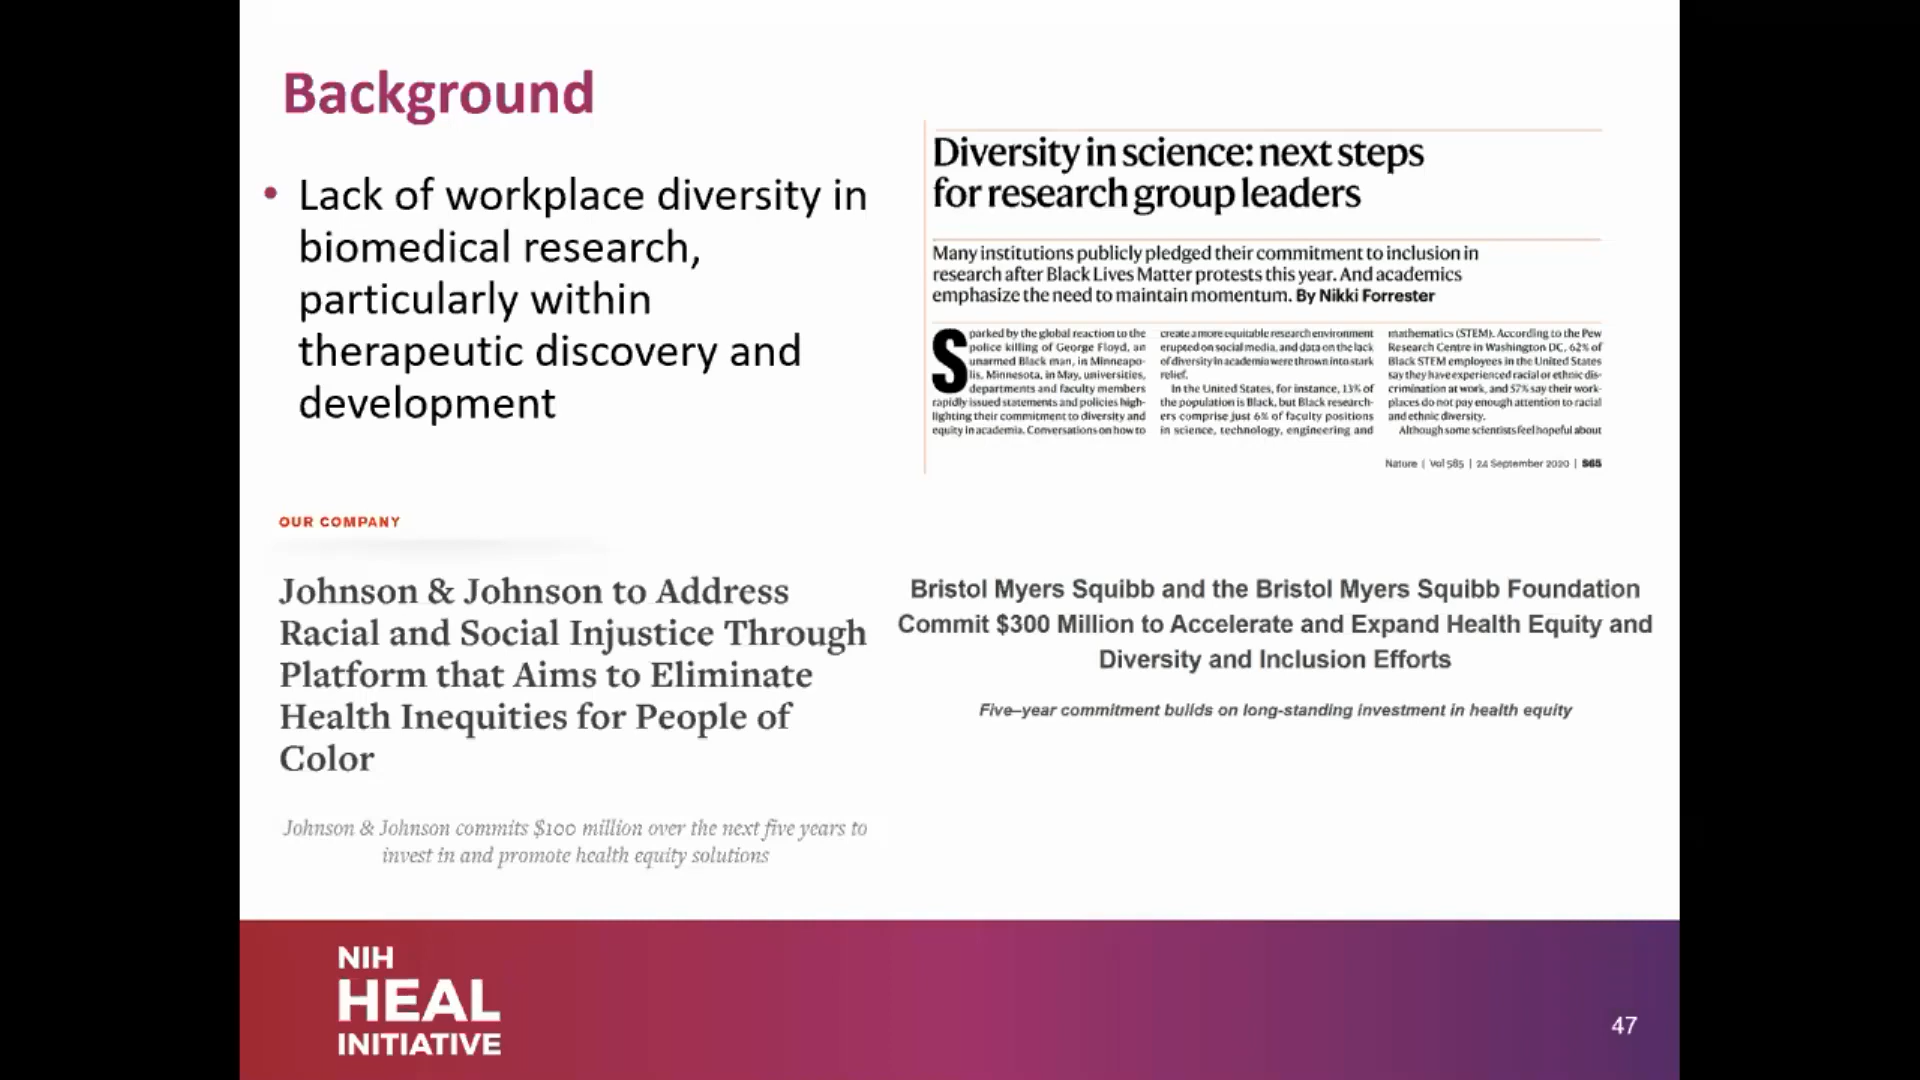 Background
• Lack of workplace diversity in
biomedical research,
particularly within
therapeutic discovery and
development
Diversity in science: next steps
for research group leaders
Many institutions publicly pledged their commitment to inclusion in
research after Black Lives Matter protests this year. And academics
emphasize the need to maintain momentum. By Nikki Forrester
Sparked by the global reaction to the
police killing of George Floyd, an
unarmed Black man, in Minneapo-
lis, Minnesota, in May, universities,
departments and faculty members
rapidly issued statements and policies high-
lighting their commitment to diversity and
equity in academia. Conversations on how to
create a more equitable research environment
erupted on social media, and data on the lack
of diversity in academia were thrown into stark
relief.
In the United States, for instance, 13% of
the population is Black, but Black research-
ers comprise just 6% of faculty positions
in science, technology, engineering and
mathematics (STEM). According to the Pew
Research Centre in Washington DC, 62% of
Black STEM employees in the United States
say they have experienced racial or ethnic dis-
crimination at work, and 57% say their work-
places do not pay enough attention to racial
and ethnic diversity.
Although some scientists feel hopeful about
Nature | Vol 585 | 24 September 2020 | S65
OUR COMPANY
Johnson & Johnson to Address
Racial and Social Injustice Through
Platform that Aims to Eliminate
Health Inequities for People of
Color
Johnson & Johnson commits $100 million over the next five years to
invest in and promote health equity solutions
Bristol Myers Squibb and the Bristol Myers Squibb Foundation
Commit $300 Million to Accelerate and Expand Health Equity and
Diversity and Inclusion Efforts
Five–year commitment builds on long-standing investment in health equity
NIH
HEAL
INITIATIVE
47